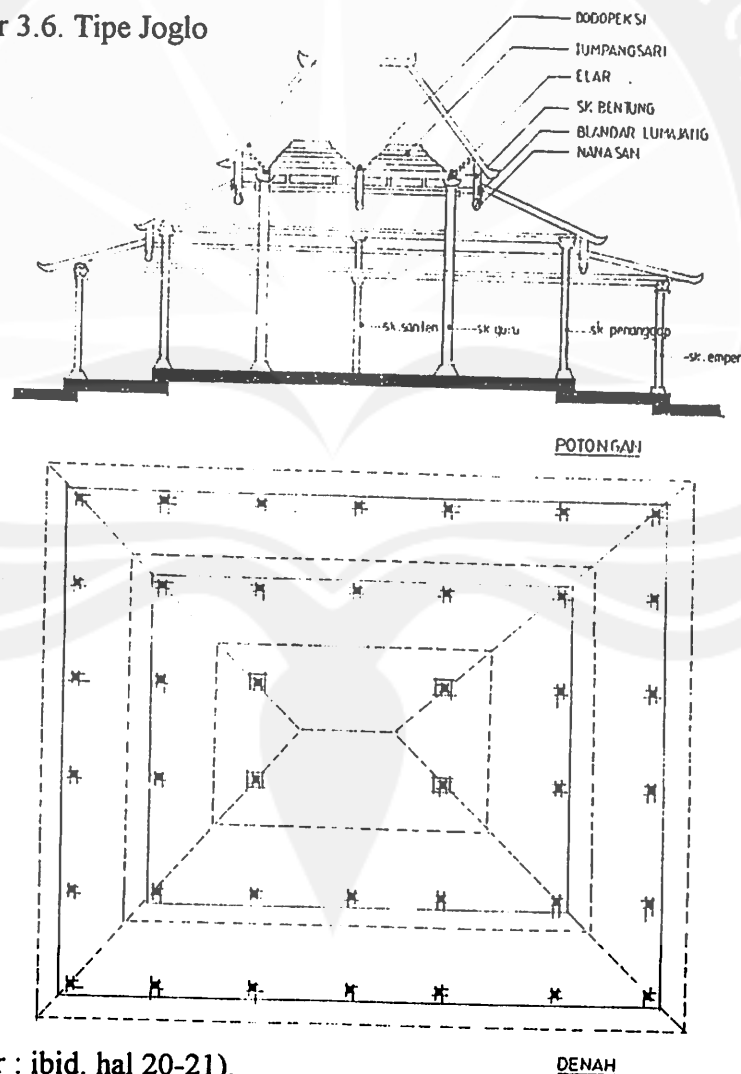 r 3.6. Tipe Joglo
DODOPEKSI
TUMPANGSARI
ELAR
SK BENTUNG
BLANDAR LUMAJANG
NANASAN
sk.santen
sk guru
sk penanggap
sk.emper
POTONGAN
r : ibid, hal 20-21).
DENAH